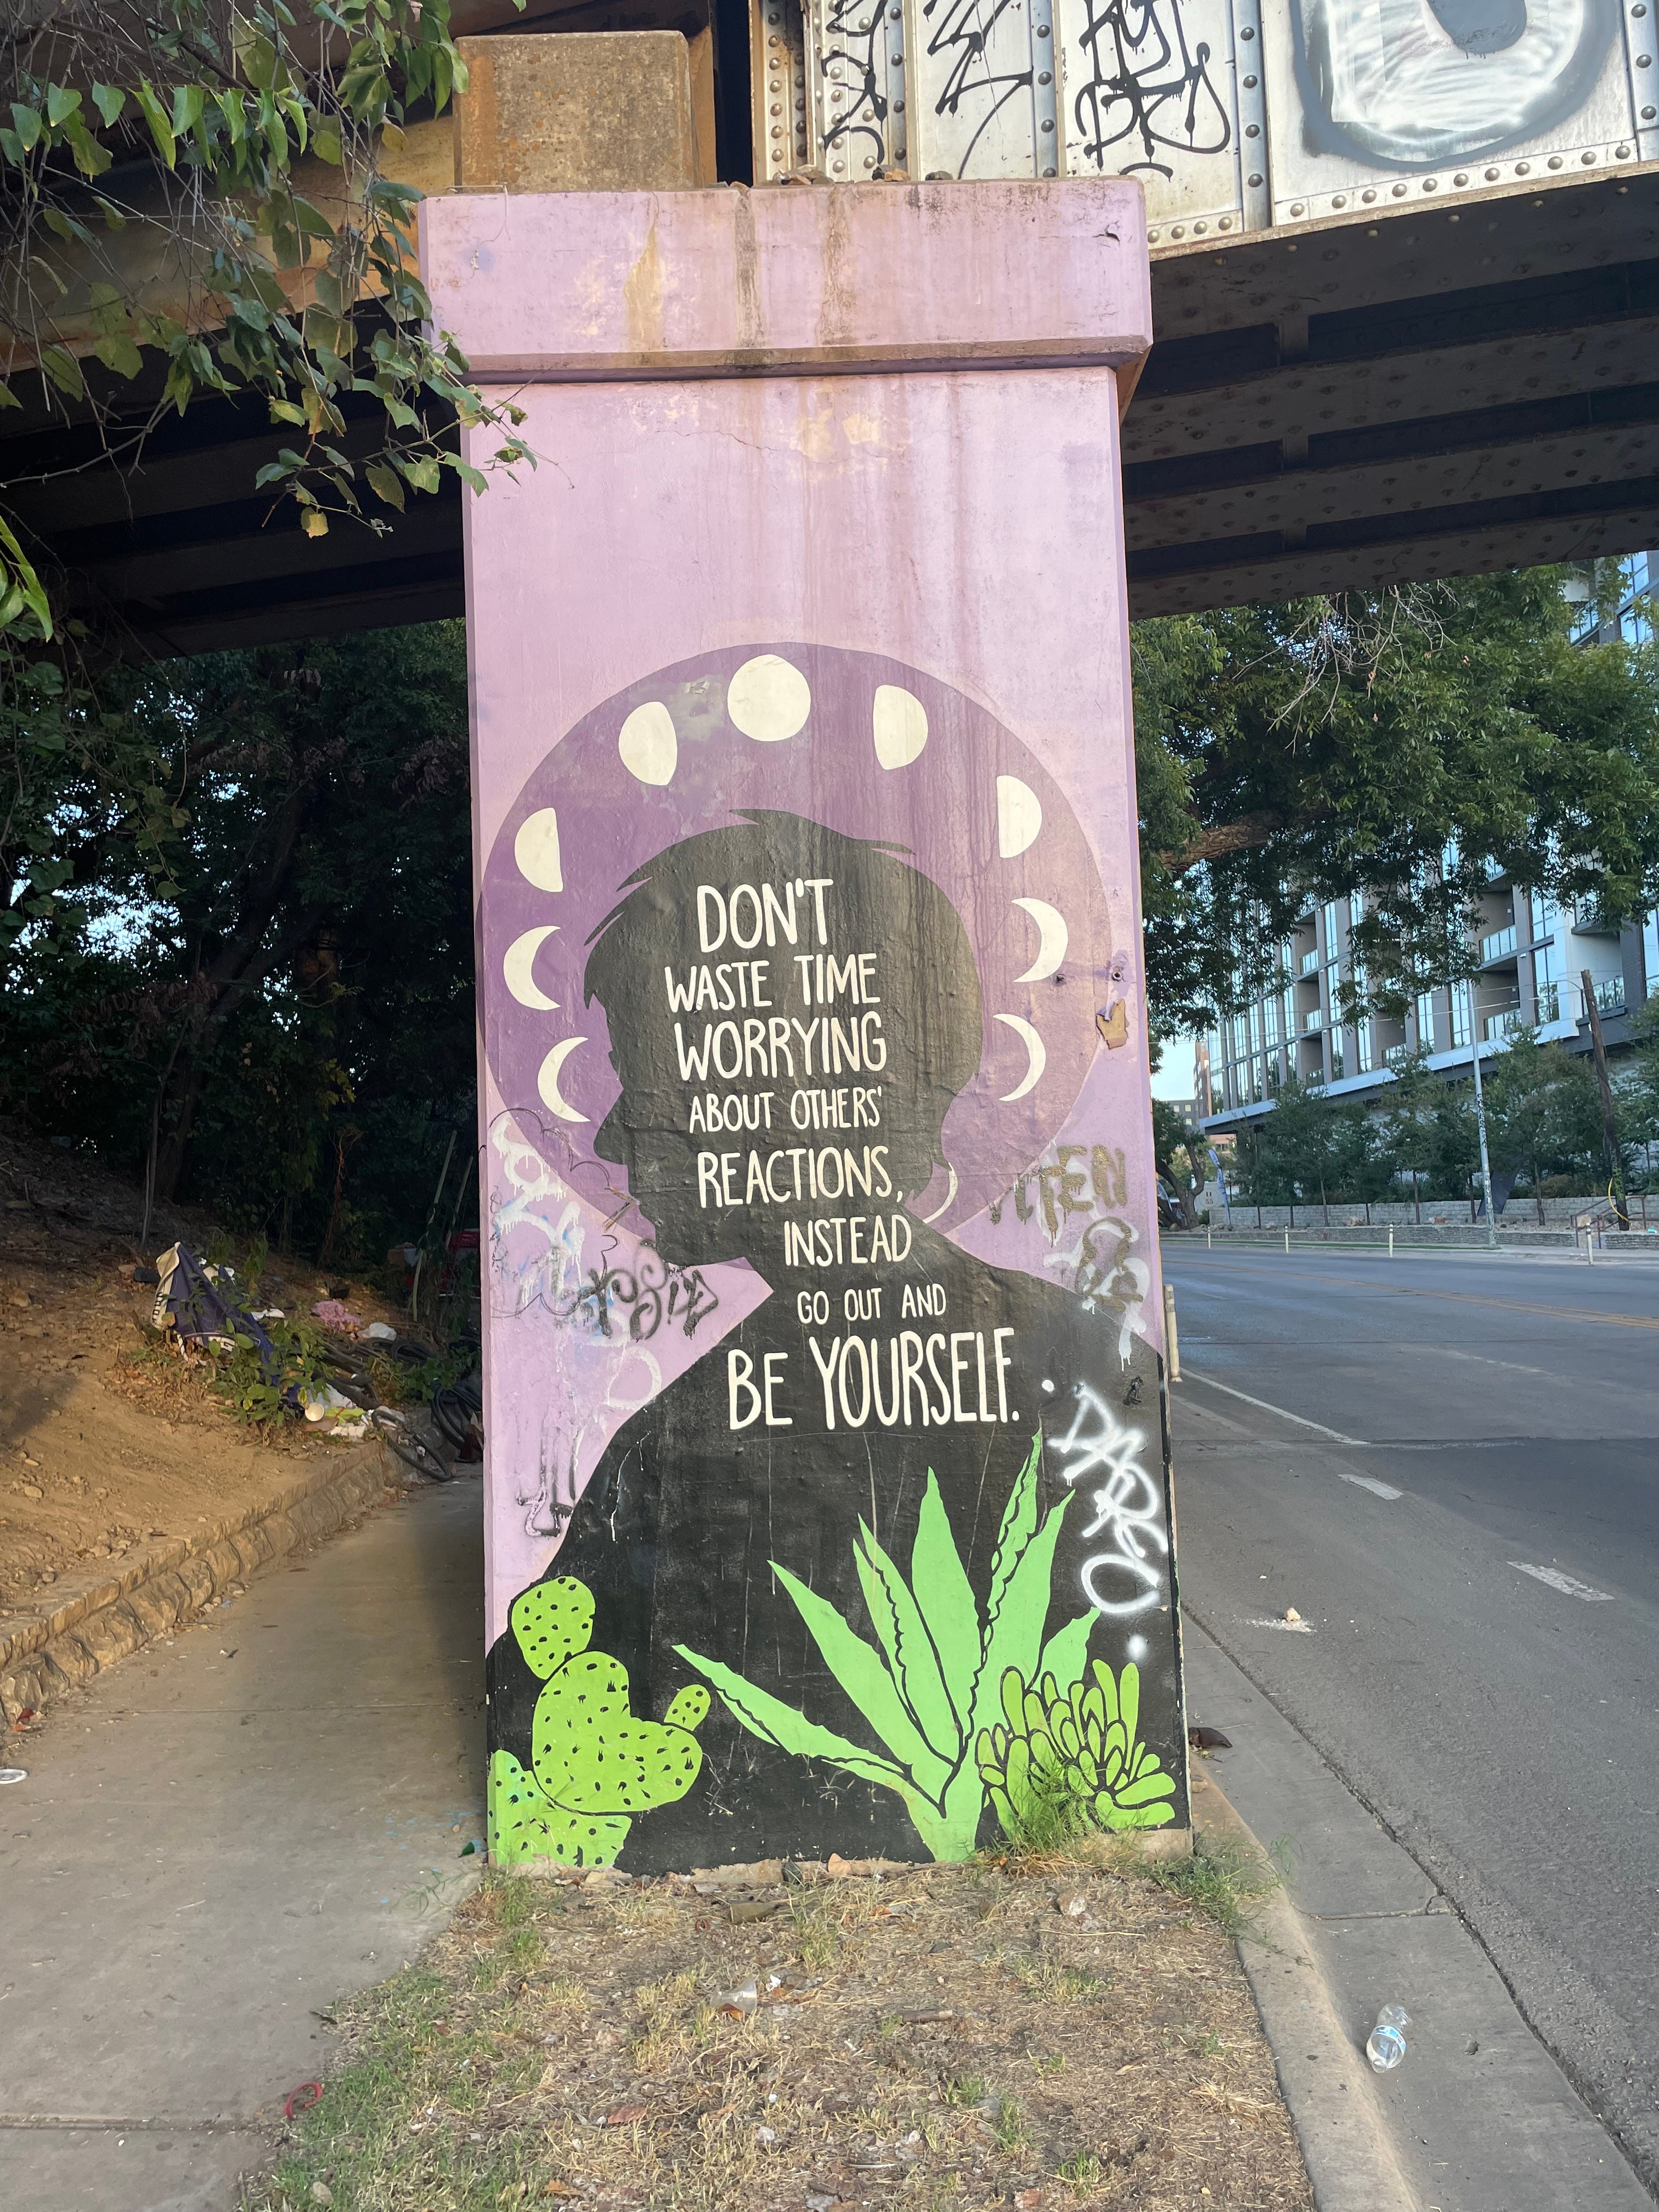 DON'T
WASTE TIME
WORRYING
ABOUT OTHERS'
REACTIONS,
INSTEAD
GO OUT AND
BE YOURSELF.